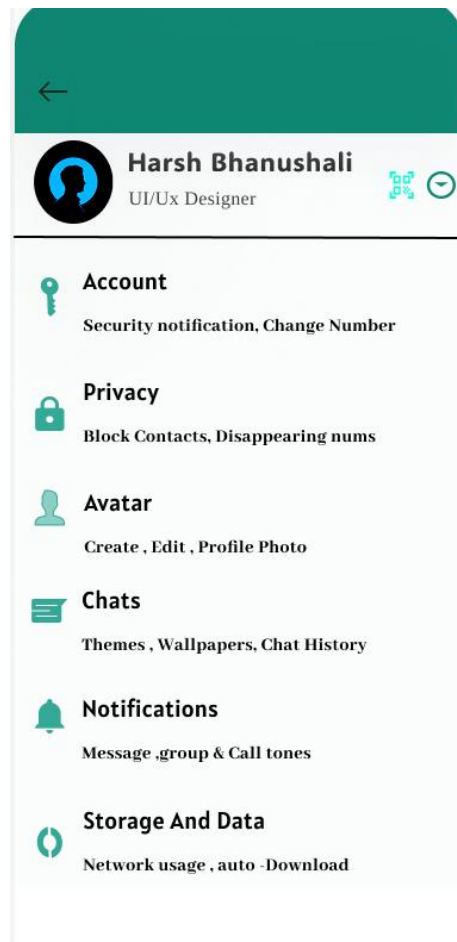 Harsh Bhanushali
UI/Ux Designer
Account
Security notification, Change Number
Privacy
Block Contacts, Disappearing nums
Avatar
Create , Edit , Profile Photo
Chats
Themes , Wallpapers, Chat History
Notifications
Message ,group & Call tones
Storage And Data
Network usage , auto -Download